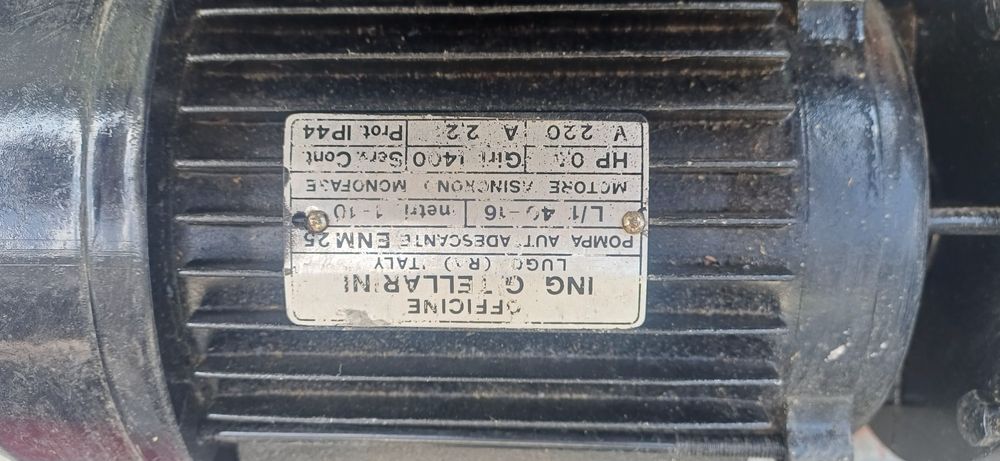 OFFICINE
ING. G. TELLARINI
LUGO (RA) ITALY
POMPA AUT. ADESCANTE ENM 25
L/1' 40-16 metri 1-10
MOTORE ASINCRONO MONOFASE
HP Giri 1400 Serv. Cont.
V 220 A 2,2 Prot. IP44